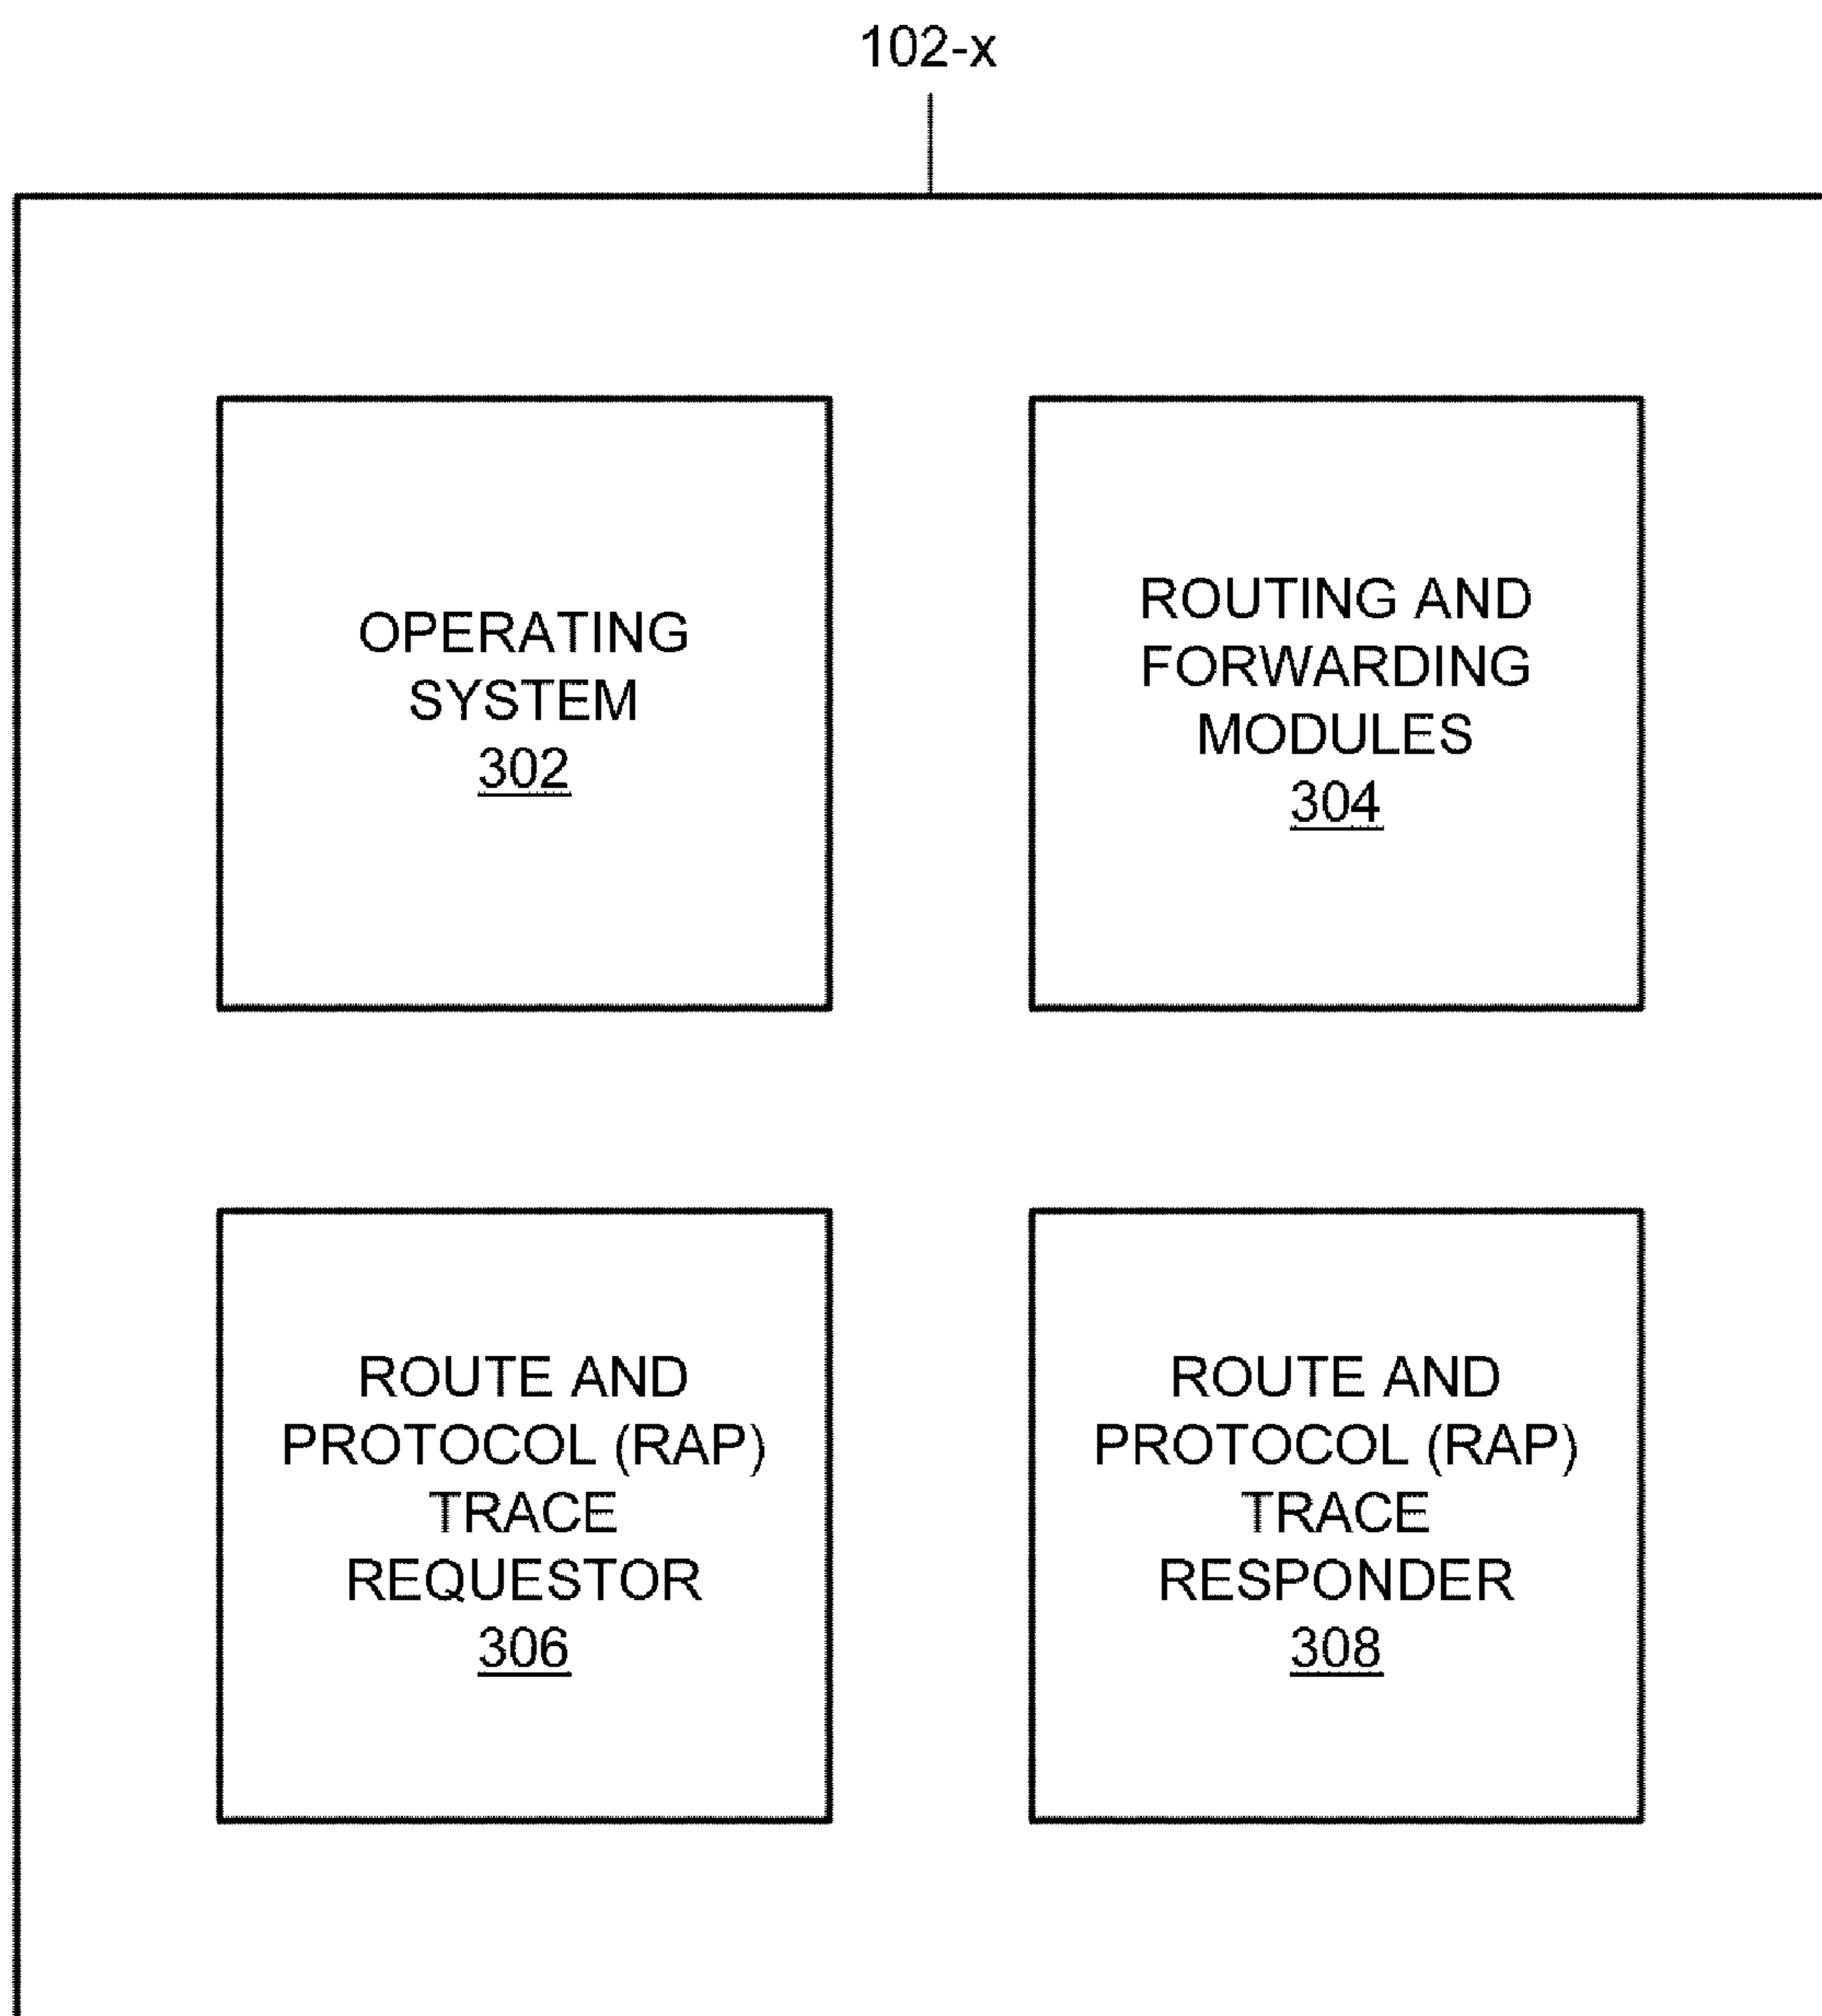 102-x
OPERATING
SYSTEM
302
ROUTING AND
FORWARDING
MODULES
304
ROUTE AND
PROTOCOL (RAP)
TRACE
REQUESTOR
306
ROUTE AND
PROTOCOL (RAP)
TRACE
RESPONDER
308